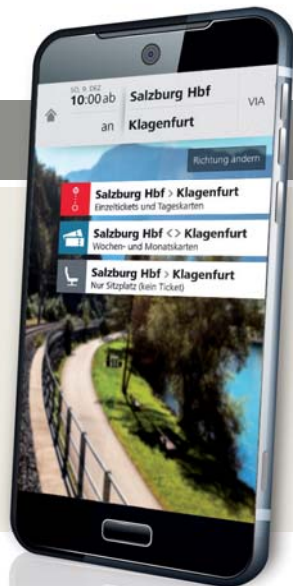 SO, 9. DEZ
10:00 ab Salzburg Hbf
VIA
an Klagenfurt
Richtung ändern
Salzburg Hbf > Klagenfurt
Einzeltickets und Tageskarten
Salzburg Hbf <> Klagenfurt
Wochen- und Monatskarten
Salzburg Hbf > Klagenfurt
Nur Sitzplatz (kein Ticket)